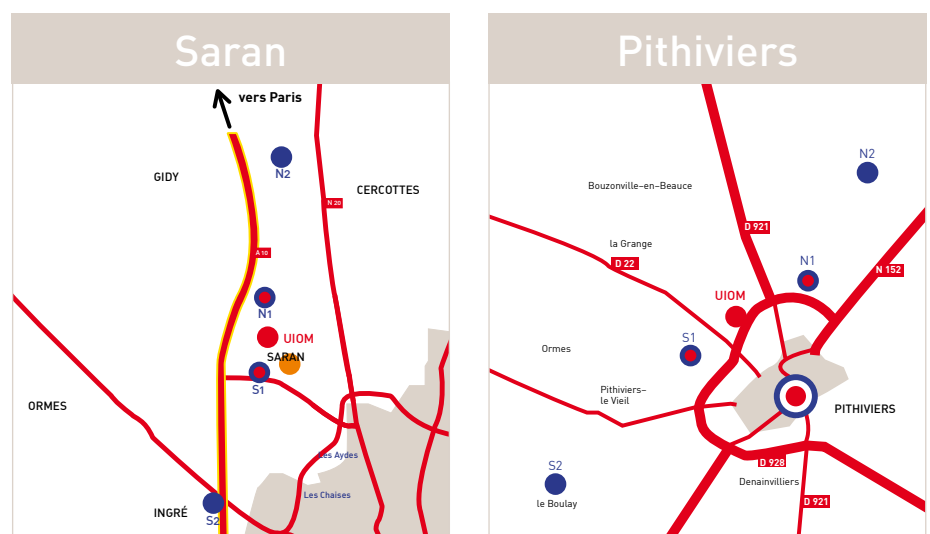 Saran
vers Paris
N2
GIDY
CERCOTTES
N 20
A 10
N1
UIOM
SARAN
S1
ORMES
Les Aydes
Les Chaises
INGRÉ
S2
Pithiviers
N2
Bouzonville-en-Beauce
D 921
la Grange
D 22
N1
N 152
UIOM
S1
Ormes
Pithiviers-
le Vieil
PITHIVIERS
D 928
S2
Denainvilliers
le Boulay
D 921